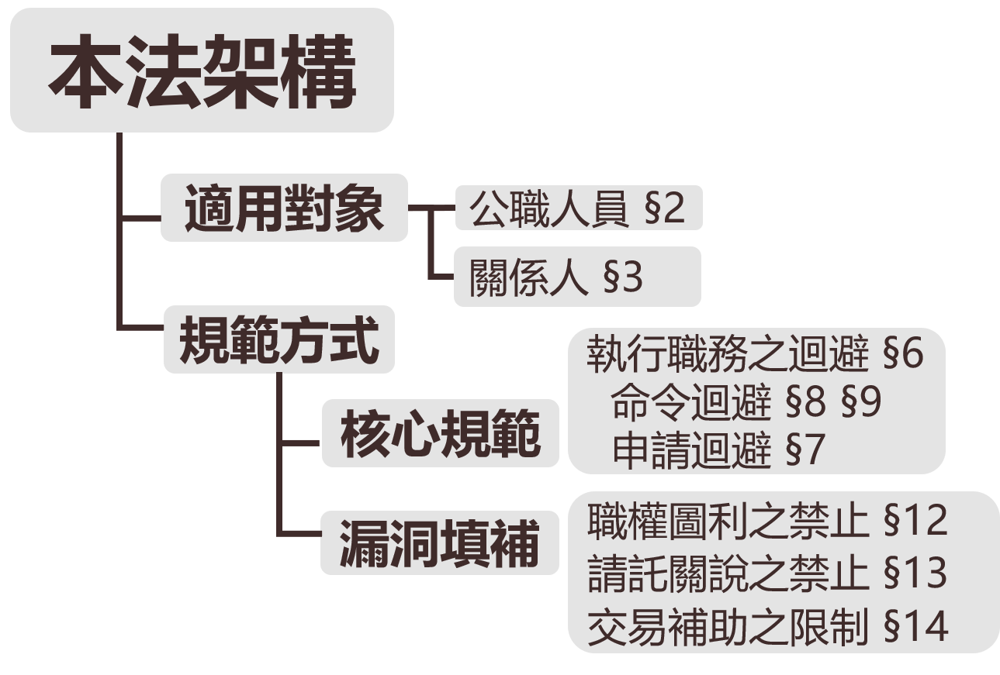 本法架構
適用對象
公職人員 §2
關係人 §3
規範方式
核心規範
執行職務之迴避 §6
命令迴避 §8 §9
申請迴避 §7
漏洞填補
職權圖利之禁止 §12
請託關說之禁止 §13
交易補助之限制 §14